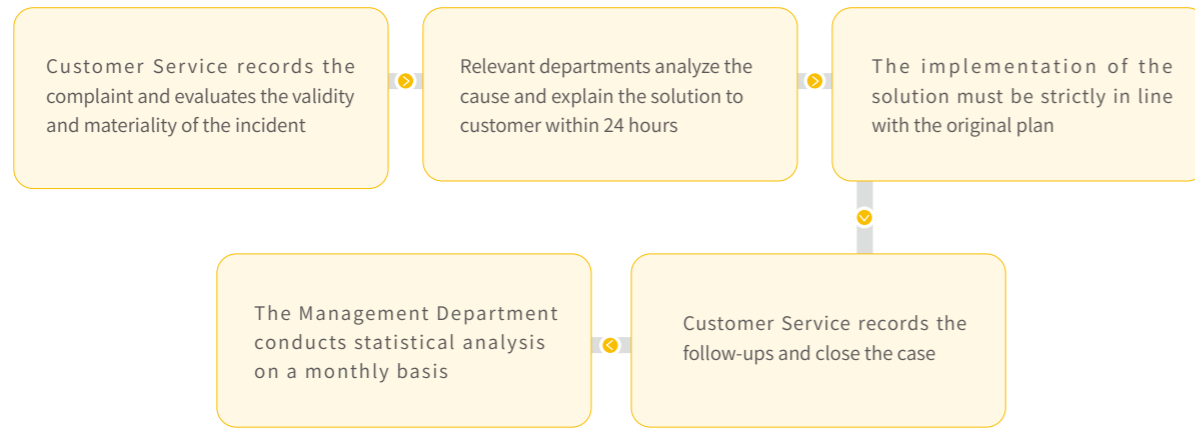 Customer Service records the
complaint and evaluates the validity
and materiality of the incident
Relevant departments analyze the
cause and explain the solution to
customer within 24 hours
The implementation of the
solution must be strictly in line
with the original plan
Customer Service records the
follow-ups and close the case
The Management Department
conducts statistical analysis
on a monthly basis